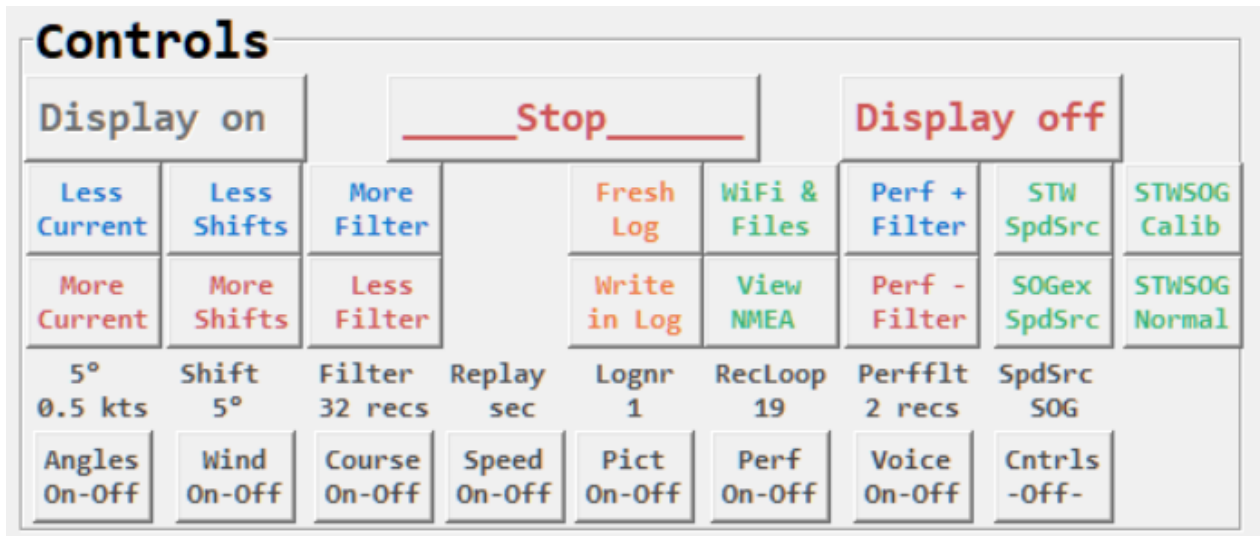 Controls
Display on _____Stop______ Display off
Less Less More Fresh WiFi & Perf + STW STWSOG
Current Shifts Filter Log Files Filter SpdSrc Calib
More More Less Write View Perf - SOGex STWSOG
Current Shifts Filter in Log NMEA Filter SpdSrc Normal
5° Shift Filter Replay Lognr RecLoop Perfflt SpdSrc
0.5 kts 5° 32 recs sec 1 19 2 recs SOG
Angles Wind Course Speed Pict Perf Voice Cntrls
On-Off On-Off On-Off On-Off On-Off On-Off On-Off -Off-